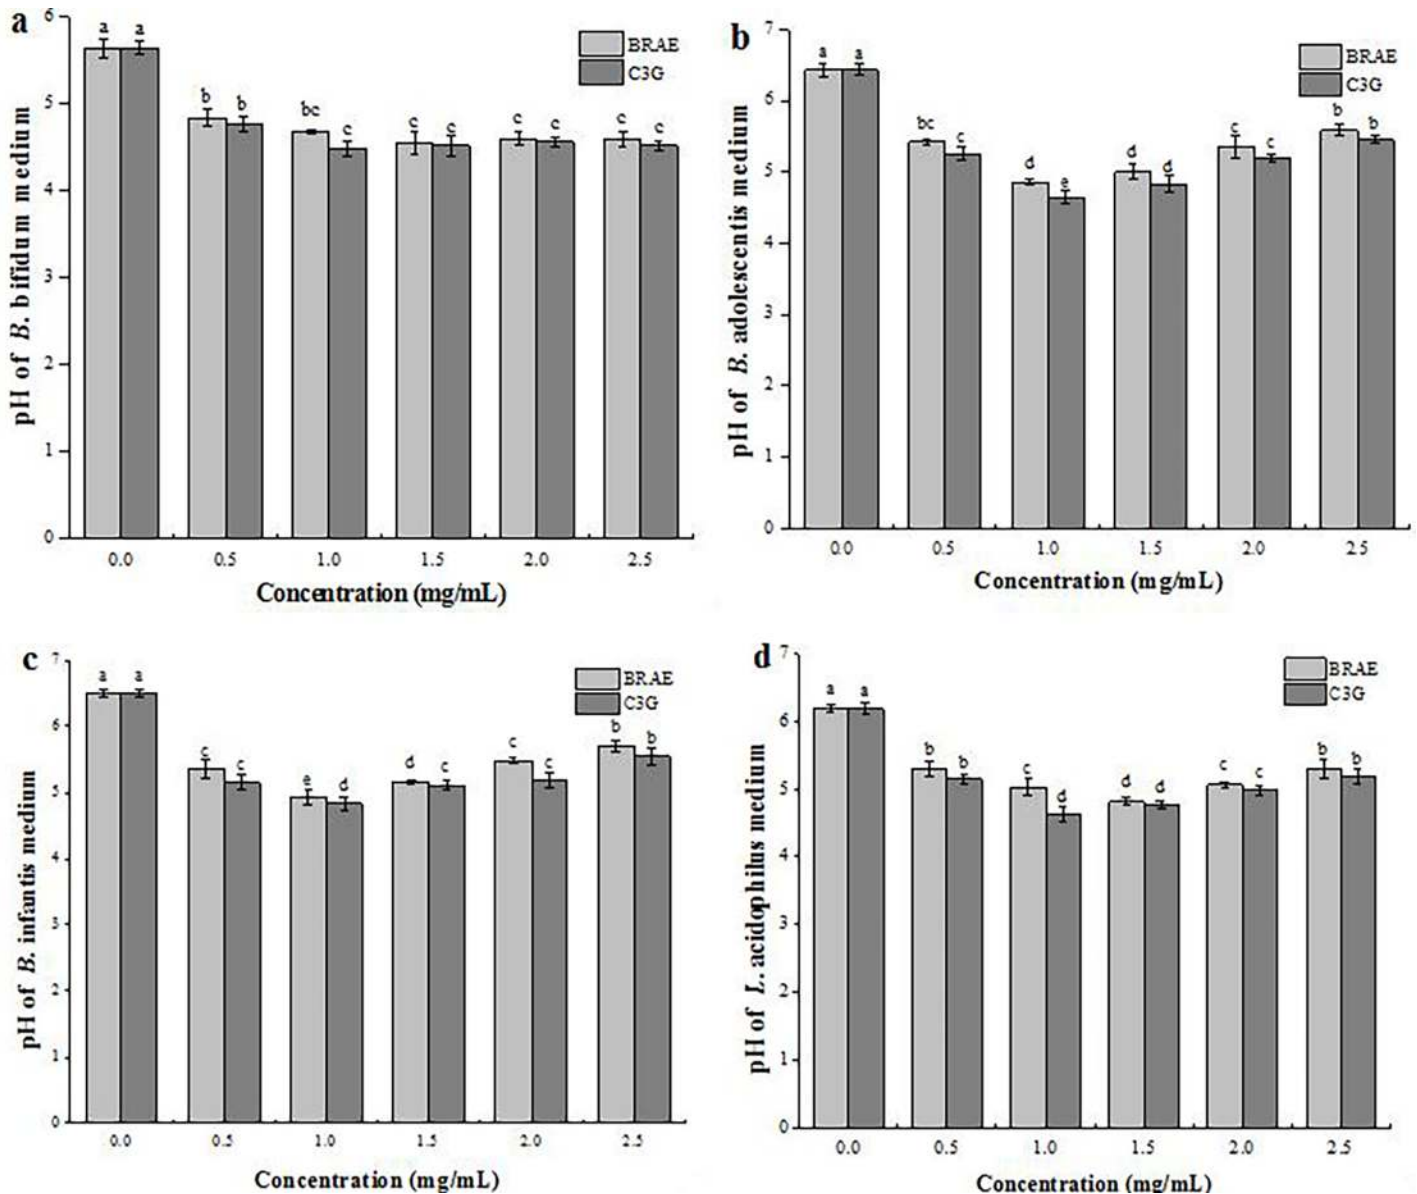 a
6
5
4
3
2
1
0
pH of B. bifidum medium
BRAE
C3G
a a
b b
bc c
c c
c c
c c
0.0 0.5 1.0 1.5 2.0 2.5
Concentration (mg/mL)
b
7
6
5
4
3
2
1
0
pH of B. adolescentis medium
BRAE
C3G
a a
bc c
d e
d d
c c
b b
0.0 0.5 1.0 1.5 2.0 2.5
Concentration (mg/mL)
c
7
6
5
4
3
2
1
0
pH of B. infantis medium
BRAE
C3G
a a
c c
e d
d c
c c
b b
0.0 0.5 1.0 1.5 2.0 2.5
Concentration (mg/mL)
d
7
6
5
4
3
2
1
0
pH of L. acidophilus medium
BRAE
C3G
a a
b b
c d
d d
c c
b b
0.0 0.5 1.0 1.5 2.0 2.5
Concentration (mg/mL)